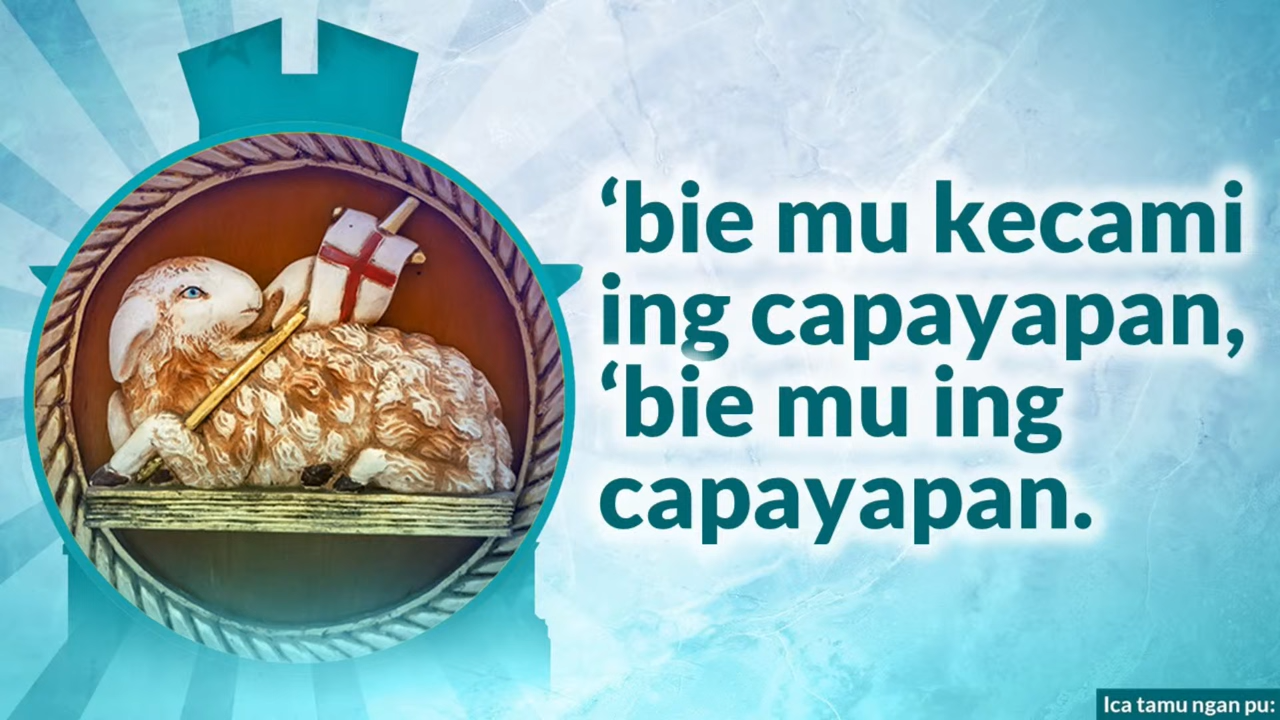 ‘bie mu kecami
ing capayapan,
‘bie mu ing
capayapan.
Ica tamu ngan pu: